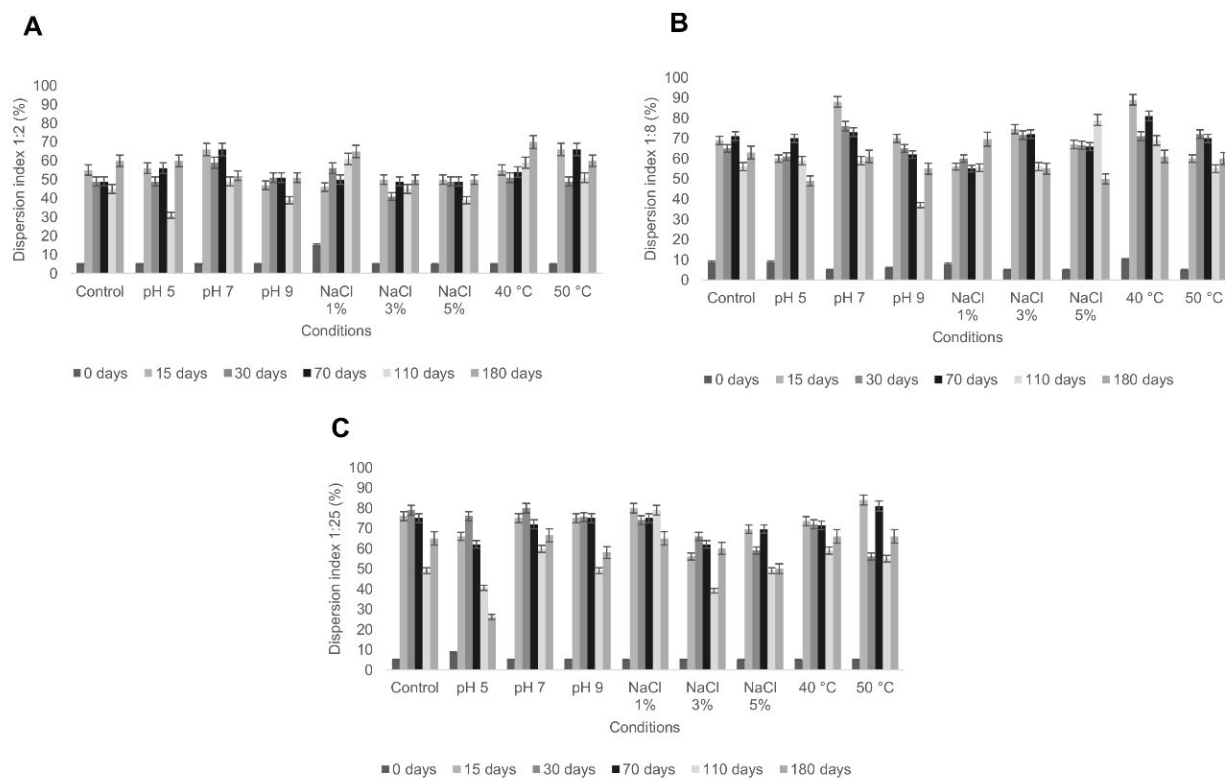 A
Dispersion index 1:2 (%)
100
90
80
70
60
50
40
30
20
10
0
Control pH 5 pH 7 pH 9 NaCl 1% NaCl 3% NaCl 5% 40 °C 50 °C
Conditions
0 days 15 days 30 days 70 days 110 days 180 days
B
Dispersion index 1:8 (%)
100
90
80
70
60
50
40
30
20
10
0
Control pH 5 pH 7 pH 9 NaCl 1% NaCl 3% NaCl 5% 40 °C 50 °C
Conditions
0 days 15 days 30 days 70 days 110 days 180 days
C
Dispersion index 1:25 (%)
100
90
80
70
60
50
40
30
20
10
0
Control pH 5 pH 7 pH 9 NaCl 1% NaCl 3% NaCl 5% 40 °C 50 °C
Conditions
0 days 15 days 30 days 70 days 110 days 180 days